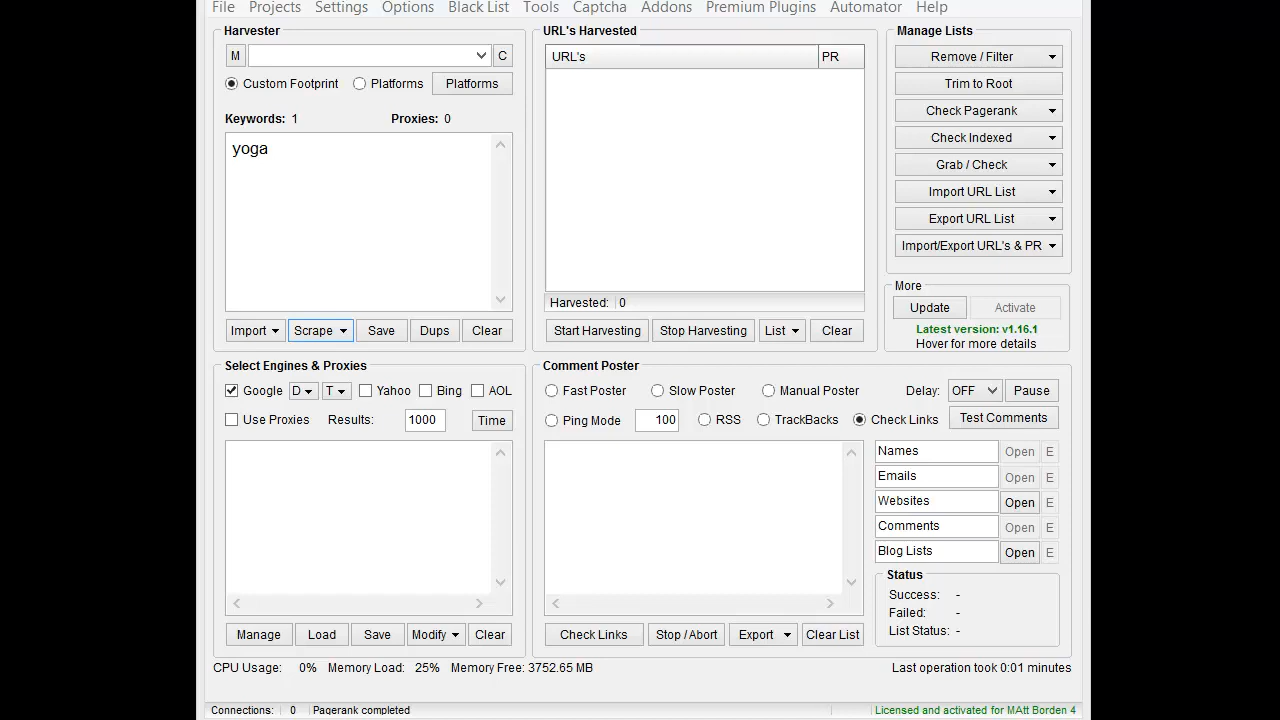 File Projects Settings Options Black List Tools Captcha Addons Premium Plugins Automator Help
Harvester
M C
Custom Footprint Platforms Platforms
Keywords: 1 Proxies: 0
yoga
Import Scrape Save Dups Clear
URL's Harvested
URL's PR
Harvested: 0
Start Harvesting Stop Harvesting List Clear
Manage Lists
Remove / Filter
Trim to Root
Check Pagerank
Check Indexed
Grab / Check
Import URL List
Export URL List
Import/Export URL's & PR
More
Update Activate
Latest version: v1.16.1
Hover for more details
Select Engines & Proxies
Google D T Yahoo Bing AOL
Use Proxies Results: 1000 Time
Manage Load Save Modify Clear
Comment Poster
Fast Poster Slow Poster Manual Poster Delay: OFF Pause
Ping Mode 100 RSS TrackBacks Check Links Test Comments
Names Open E
Emails Open E
Websites Open E
Comments Open E
Blog Lists Open E
Status
Success: -
Failed: -
List Status: -
Check Links Stop / Abort Export Clear List
CPU Usage: 0% Memory Load: 25% Memory Free: 3752.65 MB Last operation took 0:01 minutes
Connections: 0 Pagerank completed Licensed and activated for MAtt Borden 4